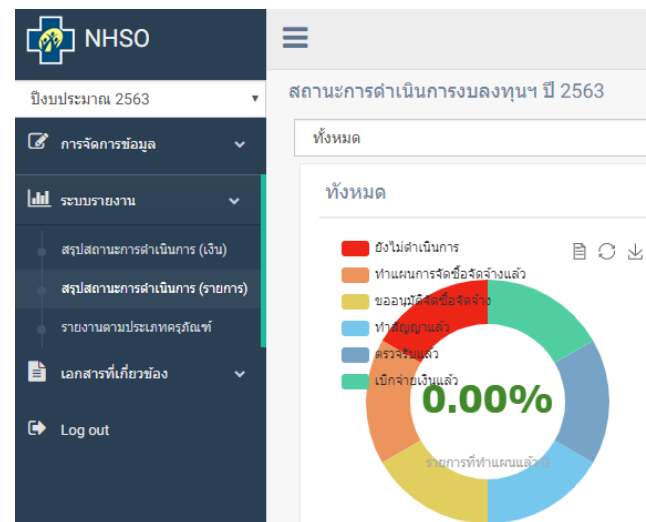 NHSO
ปีงบประมาณ 2563
การจัดการข้อมูล
ระบบรายงาน
สรุปสถานะการดำเนินการ (เงิน)
สรุปสถานะการดำเนินการ (รายการ)
รายงานตามประเภทครุภัณฑ์
เอกสารที่เกี่ยวข้อง
Log out
สถานะการดำเนินการงบลงทุนฯ ปี 2563
ทั้งหมด
ทั้งหมด
ยังไม่ดำเนินการ
ทำแผนการจัดซื้อจัดจ้างแล้ว
ขออนุมัติจัดซื้อจัดจ้าง
ทำสัญญาแล้ว
ตรวจรับแล้ว
เบิกจ่ายเงินแล้ว
0.00%
รายการที่ทำแผนแล้ว